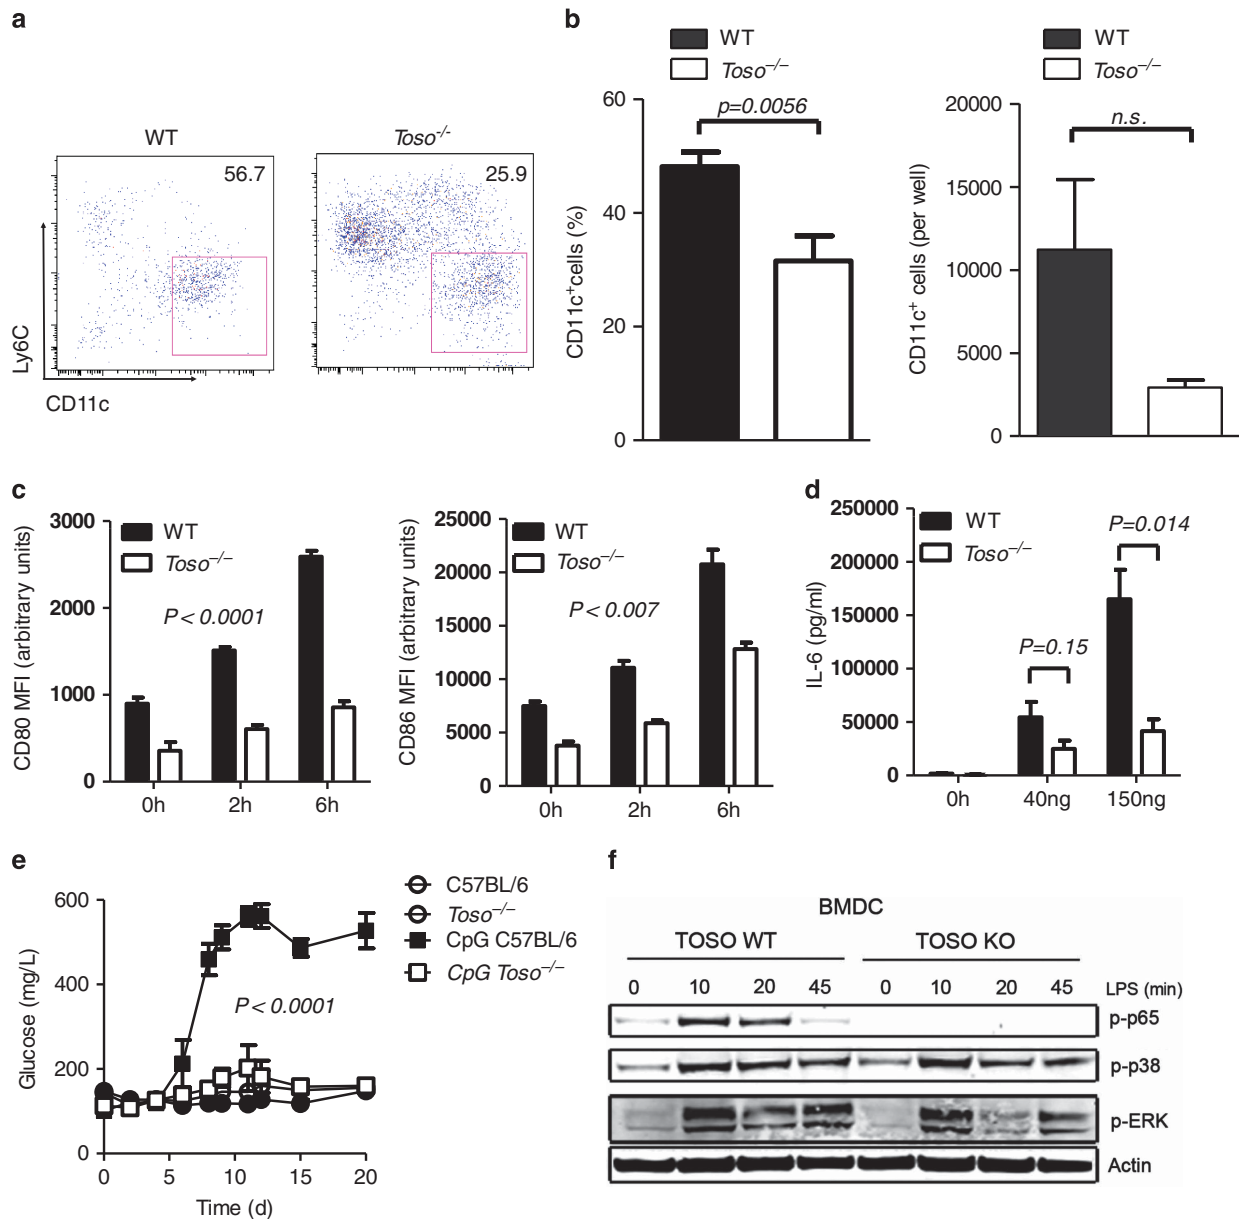 a
WT
Toso-/-
56.7
25.9
Ly6C
CD11c
b
WT
Toso–/–
p=0.0056
60
40
20
0
CD11c+cells (%)
WT
Toso–/–
n.s.
20000
15000
10000
5000
0
CD11c+ cells (per well)
c
WT
Toso–/–
P < 0.0001
3000
2000
1000
0
CD80 MFI (arbitrary units)
0h 2h 6h
WT
Toso–/–
P < 0.007
25000
20000
15000
10000
5000
0
CD86 MFI (arbitrary units)
0h 2h 6h
d
WT
Toso–/–
P=0.014
P=0.15
250000
200000
150000
100000
50000
0
IL-6 (pg/ml)
0h 40ng 150ng
e
C57BL/6
Toso–/–
CpG C57BL/6
CpG Toso–/–
P < 0.0001
600
400
200
0
Glucose (mg/L)
0 5 10 15 20
Time (d)
f
BMDC
TOSO WT TOSO KO
0 10 20 45 0 10 20 45 LPS (min)
p-p65
p-p38
p-ERK
Actin